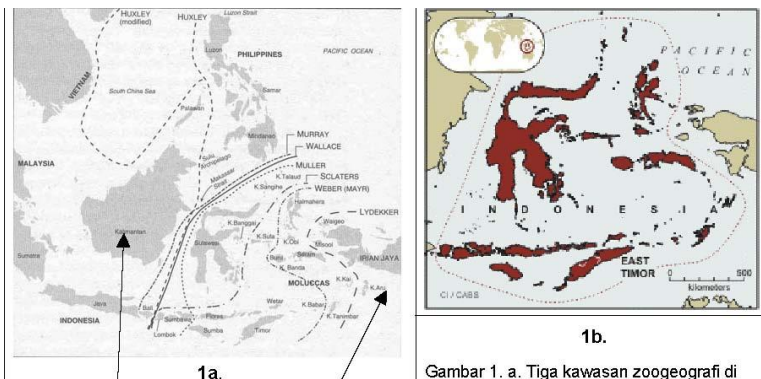 HUXLEY
(modified)
HUXLEY
Luzon Strait
Luzon
PHILIPPINES
PACIFIC OCEAN
VIETNAM
South China Sea
Palawan
Samar
Mindanao
MURRAY
WALLACE
MULLER
SCLATERS
WEBER (MAYR)
LYDEKKER
MALAYSIA
Sulu
Archipelago
Makassar
Strait
K.Talaud
K.Sangihe
Halmahera
Kalimantan
K.Banggai
Waigeo
Sulawesi
K.Sula
K.Obi
Misool
IRIAN JAYA
Sumatra
Buru
Seram
K. Banda
K.Kai
K.Aru
MOLUCCAS
Java
Bali
Wetar
K.Babar
K.Tanimbar
INDONESIA
Sumbawa
Flores
Lombok
Sumba
Timor
1a.
PACIFIC
OCEAN
INDONESIA
EAST
TIMOR
0 500
kilometers
CI / CABS
1b.
Gambar 1. a. Tiga kawasan zoogeografi di